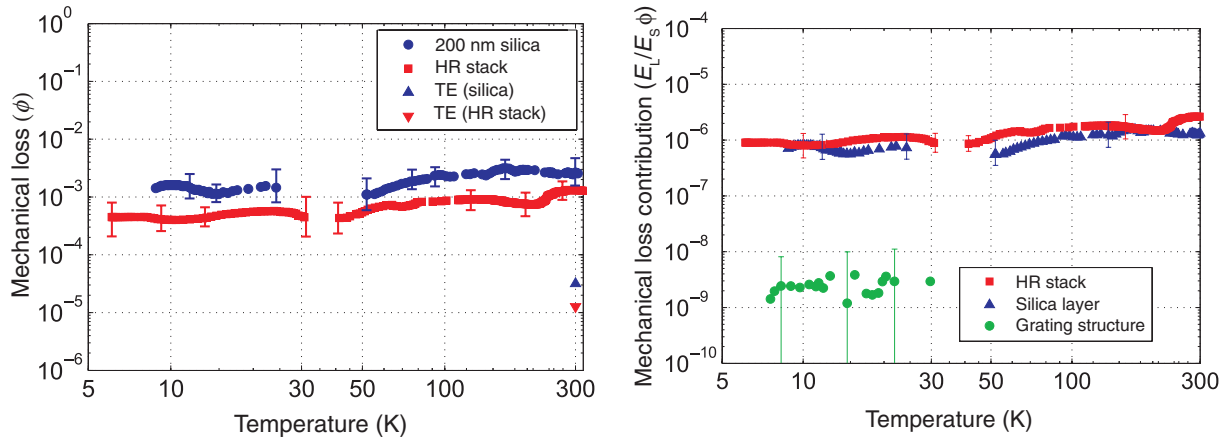 Mechanical loss (ϕ)
10⁰
10⁻¹
10⁻²
10⁻³
10⁻⁴
10⁻⁵
10⁻⁶
200 nm silica
HR stack
TE (silica)
TE (HR stack)
5 10 30 50 100 300
Temperature (K)
Mechanical loss contribution (E_L/E_S ϕ)
10⁻⁴
10⁻⁵
10⁻⁶
10⁻⁷
10⁻⁸
10⁻⁹
10⁻¹⁰
HR stack
Silica layer
Grating structure
5 10 30 50 100 300
Temperature (K)